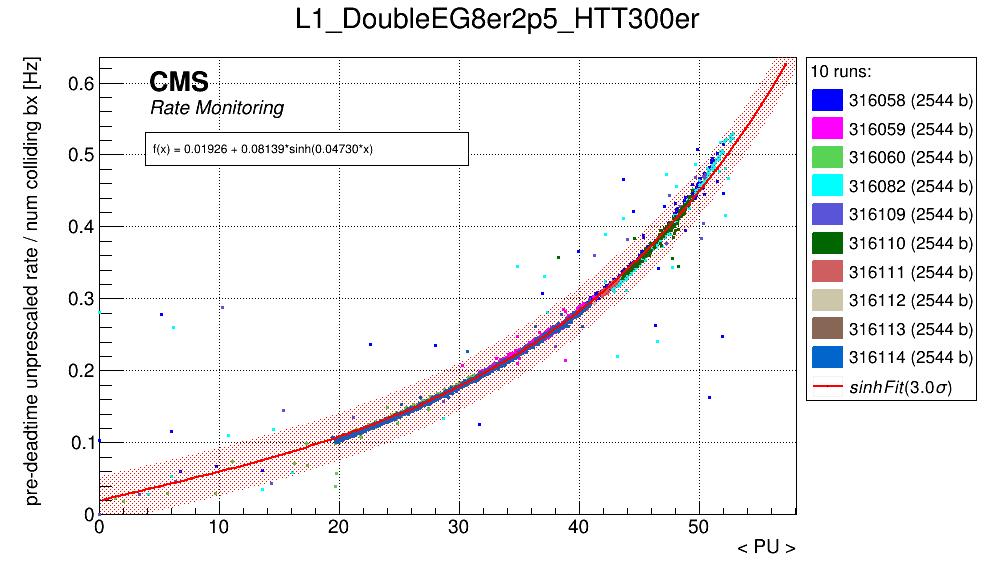 L1_DoubleEG8er2p5_HTT300er
pre-deadtime unprescaled rate / num colliding bx [Hz]
CMS
Rate Monitoring
f(x) = 0.01926 + 0.08139*sinh(0.04730*x)
0.6
0.5
0.4
0.3
0.2
0.1
0
0 10 20 30 40 50
< PU >
10 runs:
316058 (2544 b)
316059 (2544 b)
316060 (2544 b)
316082 (2544 b)
316109 (2544 b)
316110 (2544 b)
316111 (2544 b)
316112 (2544 b)
316113 (2544 b)
316114 (2544 b)
sinhFit(3.0σ)